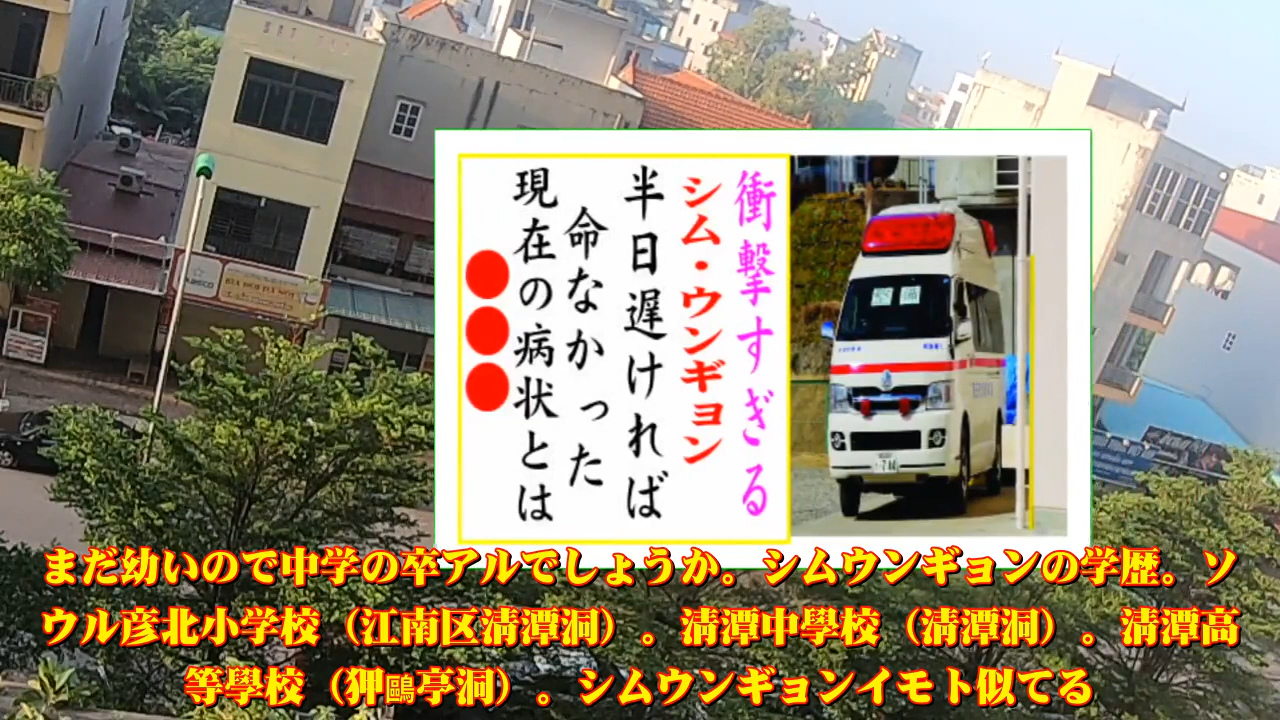 衝撃すぎる
シム・ウンギョン
半日遅ければ
命なかった
現在の病状とは
まだ幼いので中学の卒アルでしょうか。シムウンギョンの学歴。ソ
ウル彦北小学校（江南区清潭洞）。清潭中學校（清潭洞）。清潭高
等學校（狎鷗亭洞）。シムウンギョンイモト似てる